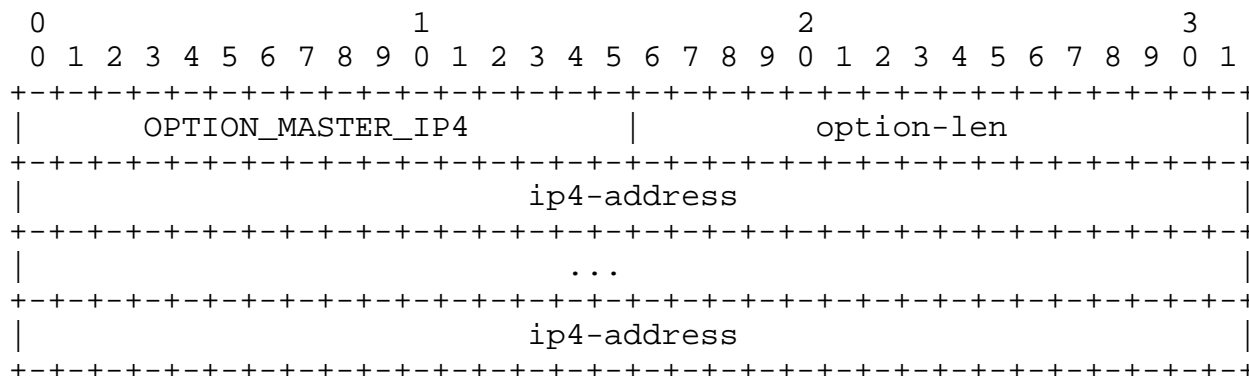 0                   1                   2                   3
 0 1 2 3 4 5 6 7 8 9 0 1 2 3 4 5 6 7 8 9 0 1 2 3 4 5 6 7 8 9 0 1
+-+-+-+-+-+-+-+-+-+-+-+-+-+-+-+-+-+-+-+-+-+-+-+-+-+-+-+-+-+-+-+-+
|      OPTION_MASTER_IP4        |         option-len            |
+-+-+-+-+-+-+-+-+-+-+-+-+-+-+-+-+-+-+-+-+-+-+-+-+-+-+-+-+-+-+-+-+
|                          ip4-address                          |
+-+-+-+-+-+-+-+-+-+-+-+-+-+-+-+-+-+-+-+-+-+-+-+-+-+-+-+-+-+-+-+-+
|                            ...                                |
+-+-+-+-+-+-+-+-+-+-+-+-+-+-+-+-+-+-+-+-+-+-+-+-+-+-+-+-+-+-+-+-+
|                          ip4-address                          |
+-+-+-+-+-+-+-+-+-+-+-+-+-+-+-+-+-+-+-+-+-+-+-+-+-+-+-+-+-+-+-+-+